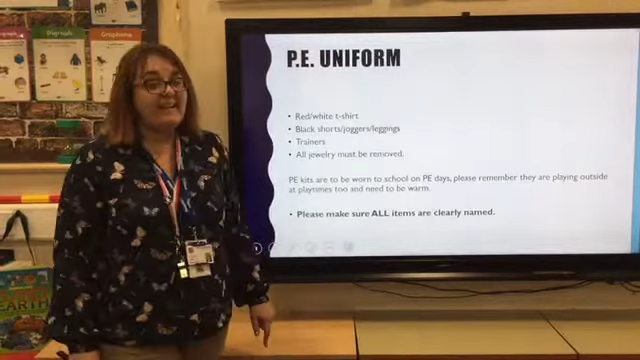 Digraph
Grapheme
P.E. UNIFORM
• Red/white t-shirt
• Black shorts/joggers/leggings
• Trainers
• All jewelry must be removed.
PE kits are to be worn to school on PE days, please remember they are playing outside
at playtimes too and need to be warm.
• Please make sure ALL items are clearly named.
EARTH